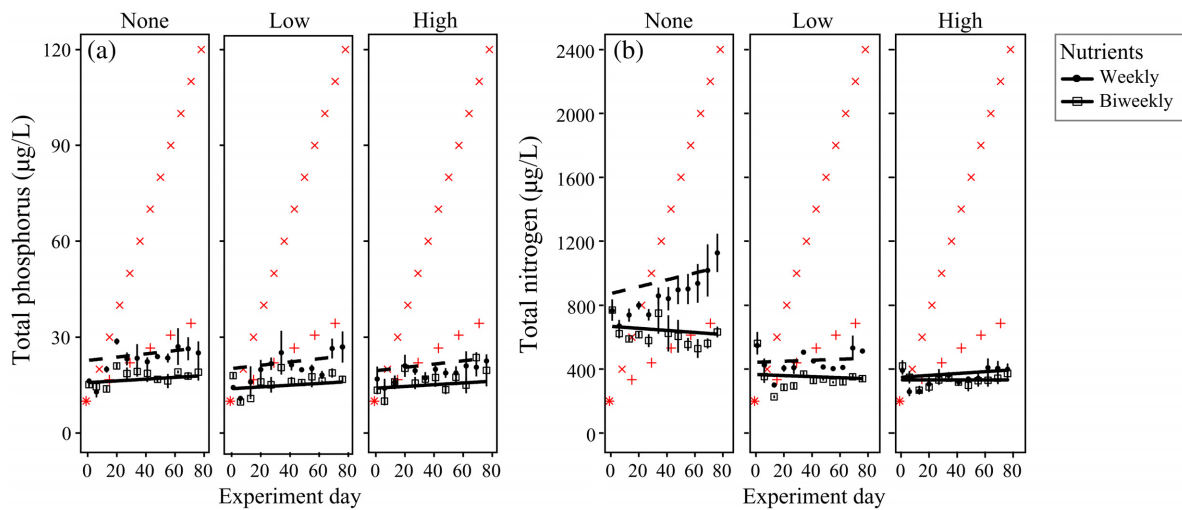 None Low High
(a)
Total phosphorus (µg/L)
120
90
60
30
0
0 20 40 60 80 0 20 40 60 80 0 20 40 60 80
Experiment day
None Low High
(b)
Total nitrogen (µg/L)
2400
2000
1600
1200
800
400
0
0 20 40 60 80 0 20 40 60 80 0 20 40 60 80
Experiment day
Nutrients
Weekly
Biweekly